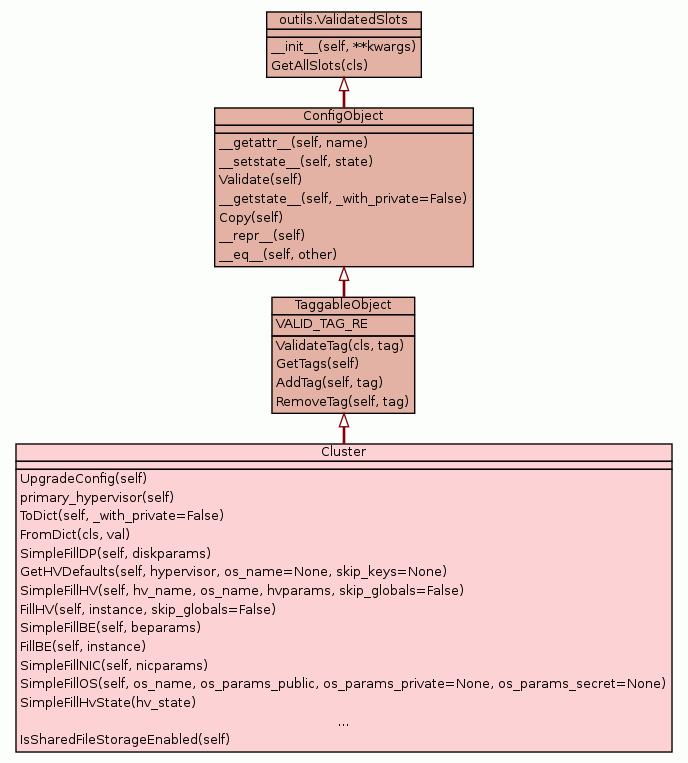 outils.ValidatedSlots
__init__(self, **kwargs)
GetAllSlots(cls)
ConfigObject
__getattr__(self, name)
__setstate__(self, state)
Validate(self)
__getstate__(self, _with_private=False)
Copy(self)
__repr__(self)
__eq__(self, other)
TaggableObject
VALID_TAG_RE
ValidateTag(cls, tag)
GetTags(self)
AddTag(self, tag)
RemoveTag(self, tag)
Cluster
UpgradeConfig(self)
primary_hypervisor(self)
ToDict(self, _with_private=False)
FromDict(cls, val)
SimpleFillDP(self, diskparams)
GetHVDefaults(self, hypervisor, os_name=None, skip_keys=None)
SimpleFillHV(self, hv_name, os_name, hvparams, skip_globals=False)
FillHV(self, instance, skip_globals=False)
SimpleFillBE(self, beparams)
FillBE(self, instance)
SimpleFillNIC(self, nicparams)
SimpleFillOS(self, os_name, os_params_public, os_params_private=None, os_params_secret=None)
SimpleFillHvState(hv_state)
...
IsSharedFileStorageEnabled(self)